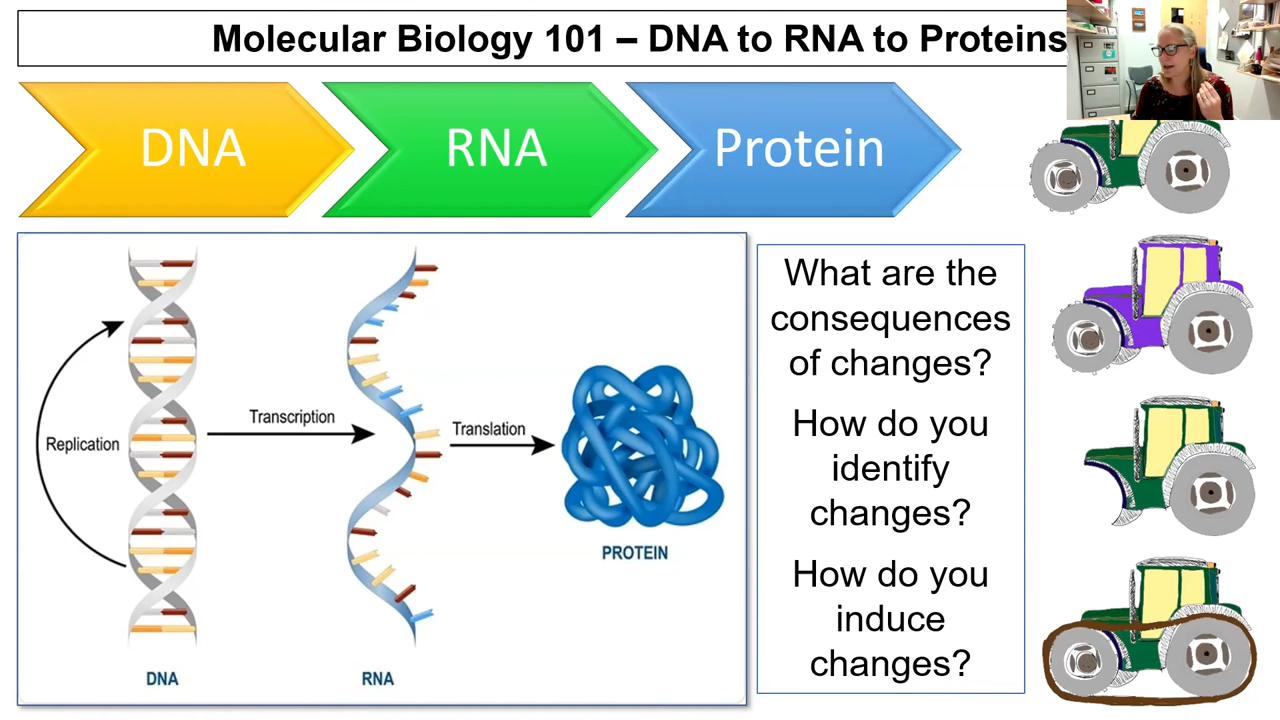 Molecular Biology 101 – DNA to RNA to Proteins
DNA
RNA
Protein
Replication
Transcription
Translation
PROTEIN
DNA
RNA
What are the
consequences
of changes?
How do you
identify
changes?
How do you
induce
changes?